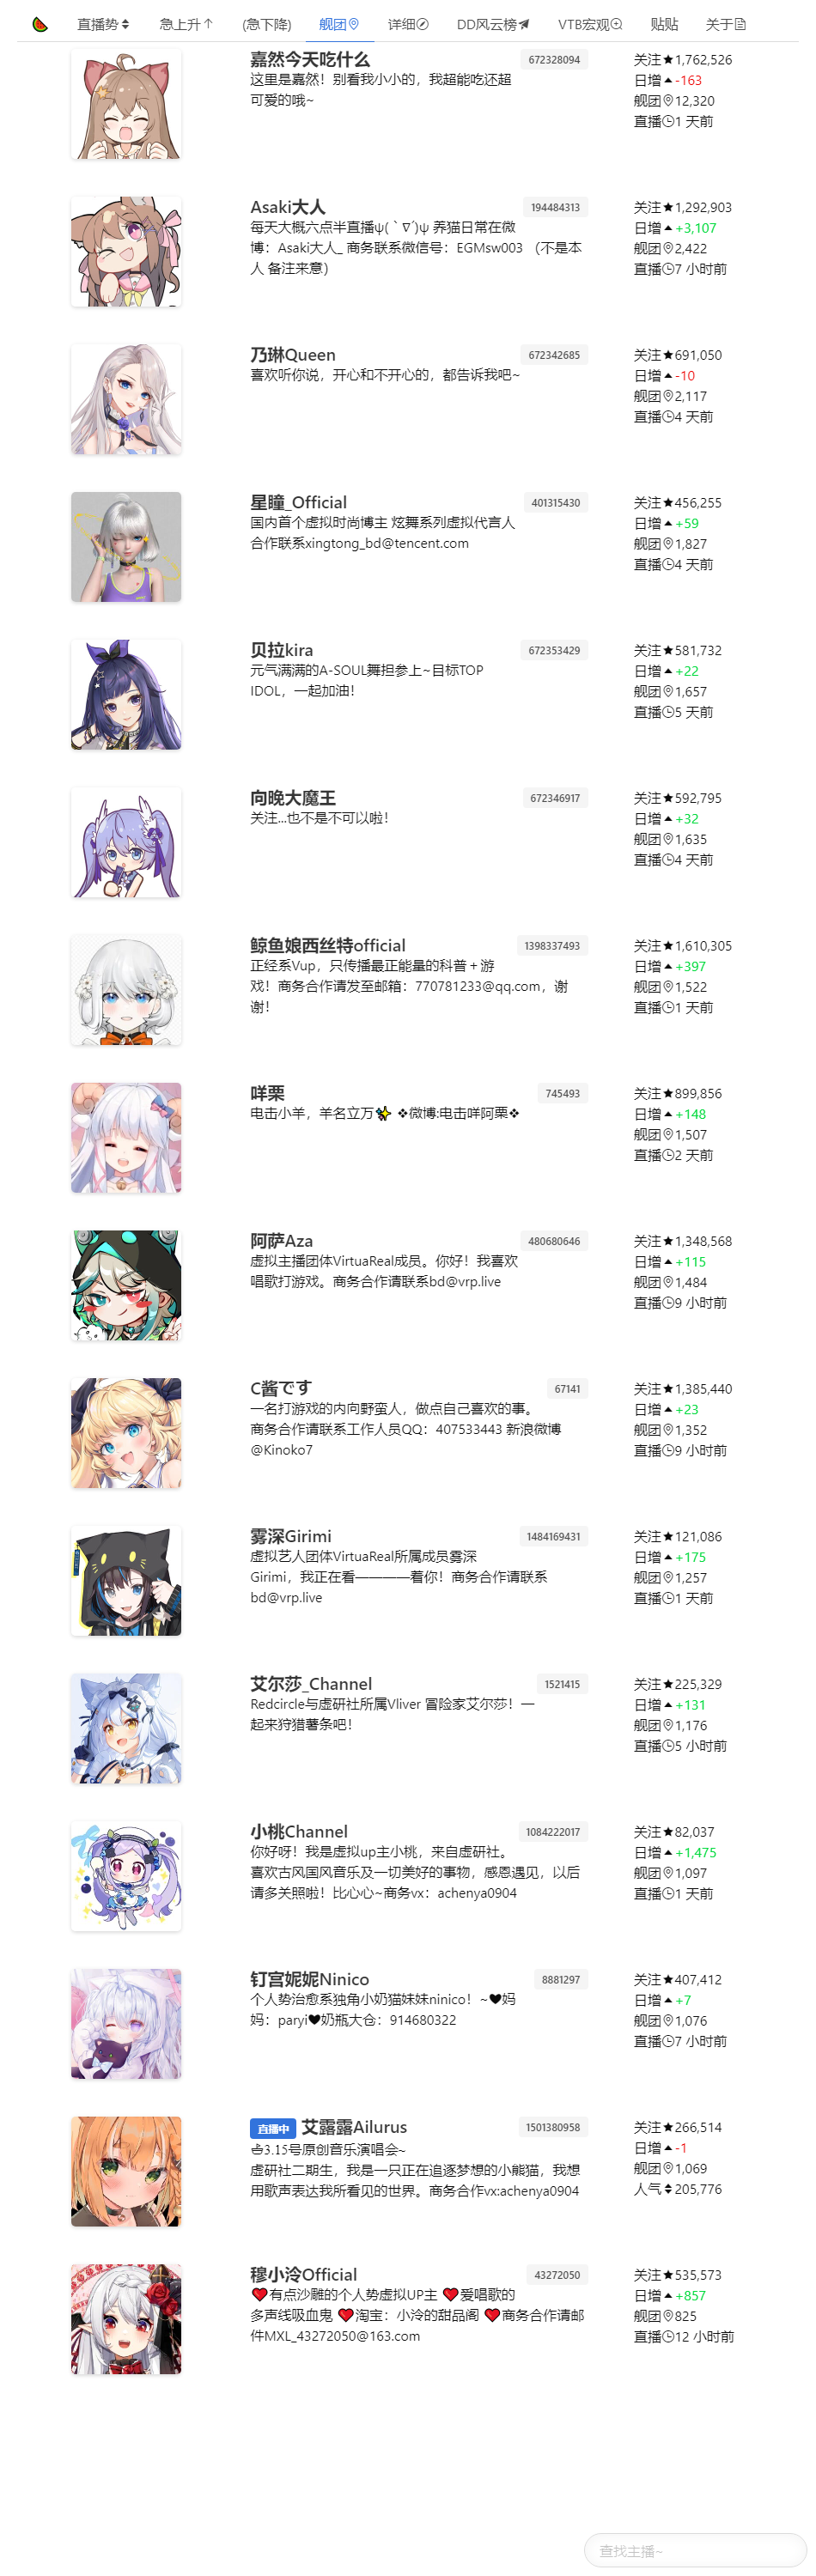 直播势 急上升 (急下降) 舰团 详细 DD风云榜 VTB宏观 贴贴 关于
嘉然今天吃什么 672328094
这里是嘉然！别看我小小的，我超能吃还超
可爱的哦~
关注★1,762,526
日增-163
舰团12,320
直播1 天前
Asaki大人 194484313
每天大概六点半直播ψ(｀∇´)ψ 养猫日常在微
博：Asaki大人_ 商务联系微信号：EGMsw003 （不是本
人 备注来意）
关注★1,292,903
日增+3,107
舰团2,422
直播7 小时前
乃琳Queen 672342685
喜欢听你说，开心和不开心的，都告诉我吧~
关注★691,050
日增-10
舰团2,117
直播4 天前
星瞳_Official 401315430
国内首个虚拟时尚博主 炫舞系列虚拟代言人
合作联系xingtong_bd@tencent.com
关注★456,255
日增+59
舰团1,827
直播4 天前
贝拉kira 672353429
元气满满的A-SOUL舞担参上~目标TOP
IDOL，一起加油！
关注★581,732
日增+22
舰团1,657
直播5 天前
向晚大魔王 672346917
关注...也不是不可以啦！
关注★592,795
日增+32
舰团1,635
直播4 天前
鲸鱼娘西丝特official 1398337493
正经系Vup，只传播最正能量的科普＋游
戏！商务合作请发至邮箱：770781233@qq.com，谢
谢！
关注★1,610,305
日增+397
舰团1,522
直播1 天前
咩栗 745493
电击小羊，羊名立万✨ ❖微博:电击咩阿栗❖
关注★899,856
日增+148
舰团1,507
直播2 天前
阿萨Aza 480680646
虚拟主播团体VirtuaReal成员。你好！我喜欢
唱歌打游戏。商务合作请联系bd@vrp.live
关注★1,348,568
日增+115
舰团1,484
直播9 小时前
C酱です 67141
一名打游戏的内向野蛮人，做点自己喜欢的事。
商务合作请联系工作人员QQ：407533443 新浪微博
@Kinoko7
关注★1,385,440
日增+23
舰团1,352
直播9 小时前
雾深Girimi 1484169431
虚拟艺人团体VirtuaReal所属成员雾深
Girimi，我正在看————着你！商务合作请联系
bd@vrp.live
关注★121,086
日增+175
舰团1,257
直播1 天前
艾尔莎_Channel 1521415
Redcircle与虚研社所属Vliver 冒险家艾尔莎！一
起来狩猎薯条吧！
关注★225,329
日增+131
舰团1,176
直播5 小时前
小桃Channel 1084222017
你好呀！我是虚拟up主小桃，来自虚研社。
喜欢古风国风音乐及一切美好的事物，感恩遇见，以后
请多关照啦！比心心~商务vx：achenya0904
关注★82,037
日增+1,475
舰团1,097
直播1 天前
钉宫妮妮Ninico 8881297
个人势治愈系独角小奶猫妹妹ninico！~♥妈
妈：paryi♥奶瓶大仓：914680322
关注★407,412
日增+7
舰团1,076
直播7 小时前
直播中 艾露露Ailurus 1501380958
3.15号原创音乐演唱会~
虚研社二期生，我是一只正在追逐梦想的小熊猫，我想
用歌声表达我所看见的世界。商务合作vx:achenya0904
关注★266,514
日增-1
舰团1,069
人气205,776
穆小泠Official 43272050
❤有点沙雕的个人势虚拟UP主 ❤爱唱歌的
多声线吸血鬼 ❤淘宝：小泠的甜品阁 ❤商务合作请邮
件MXL_43272050@163.com
关注★535,573
日增+857
舰团825
直播12 小时前
查找主播~